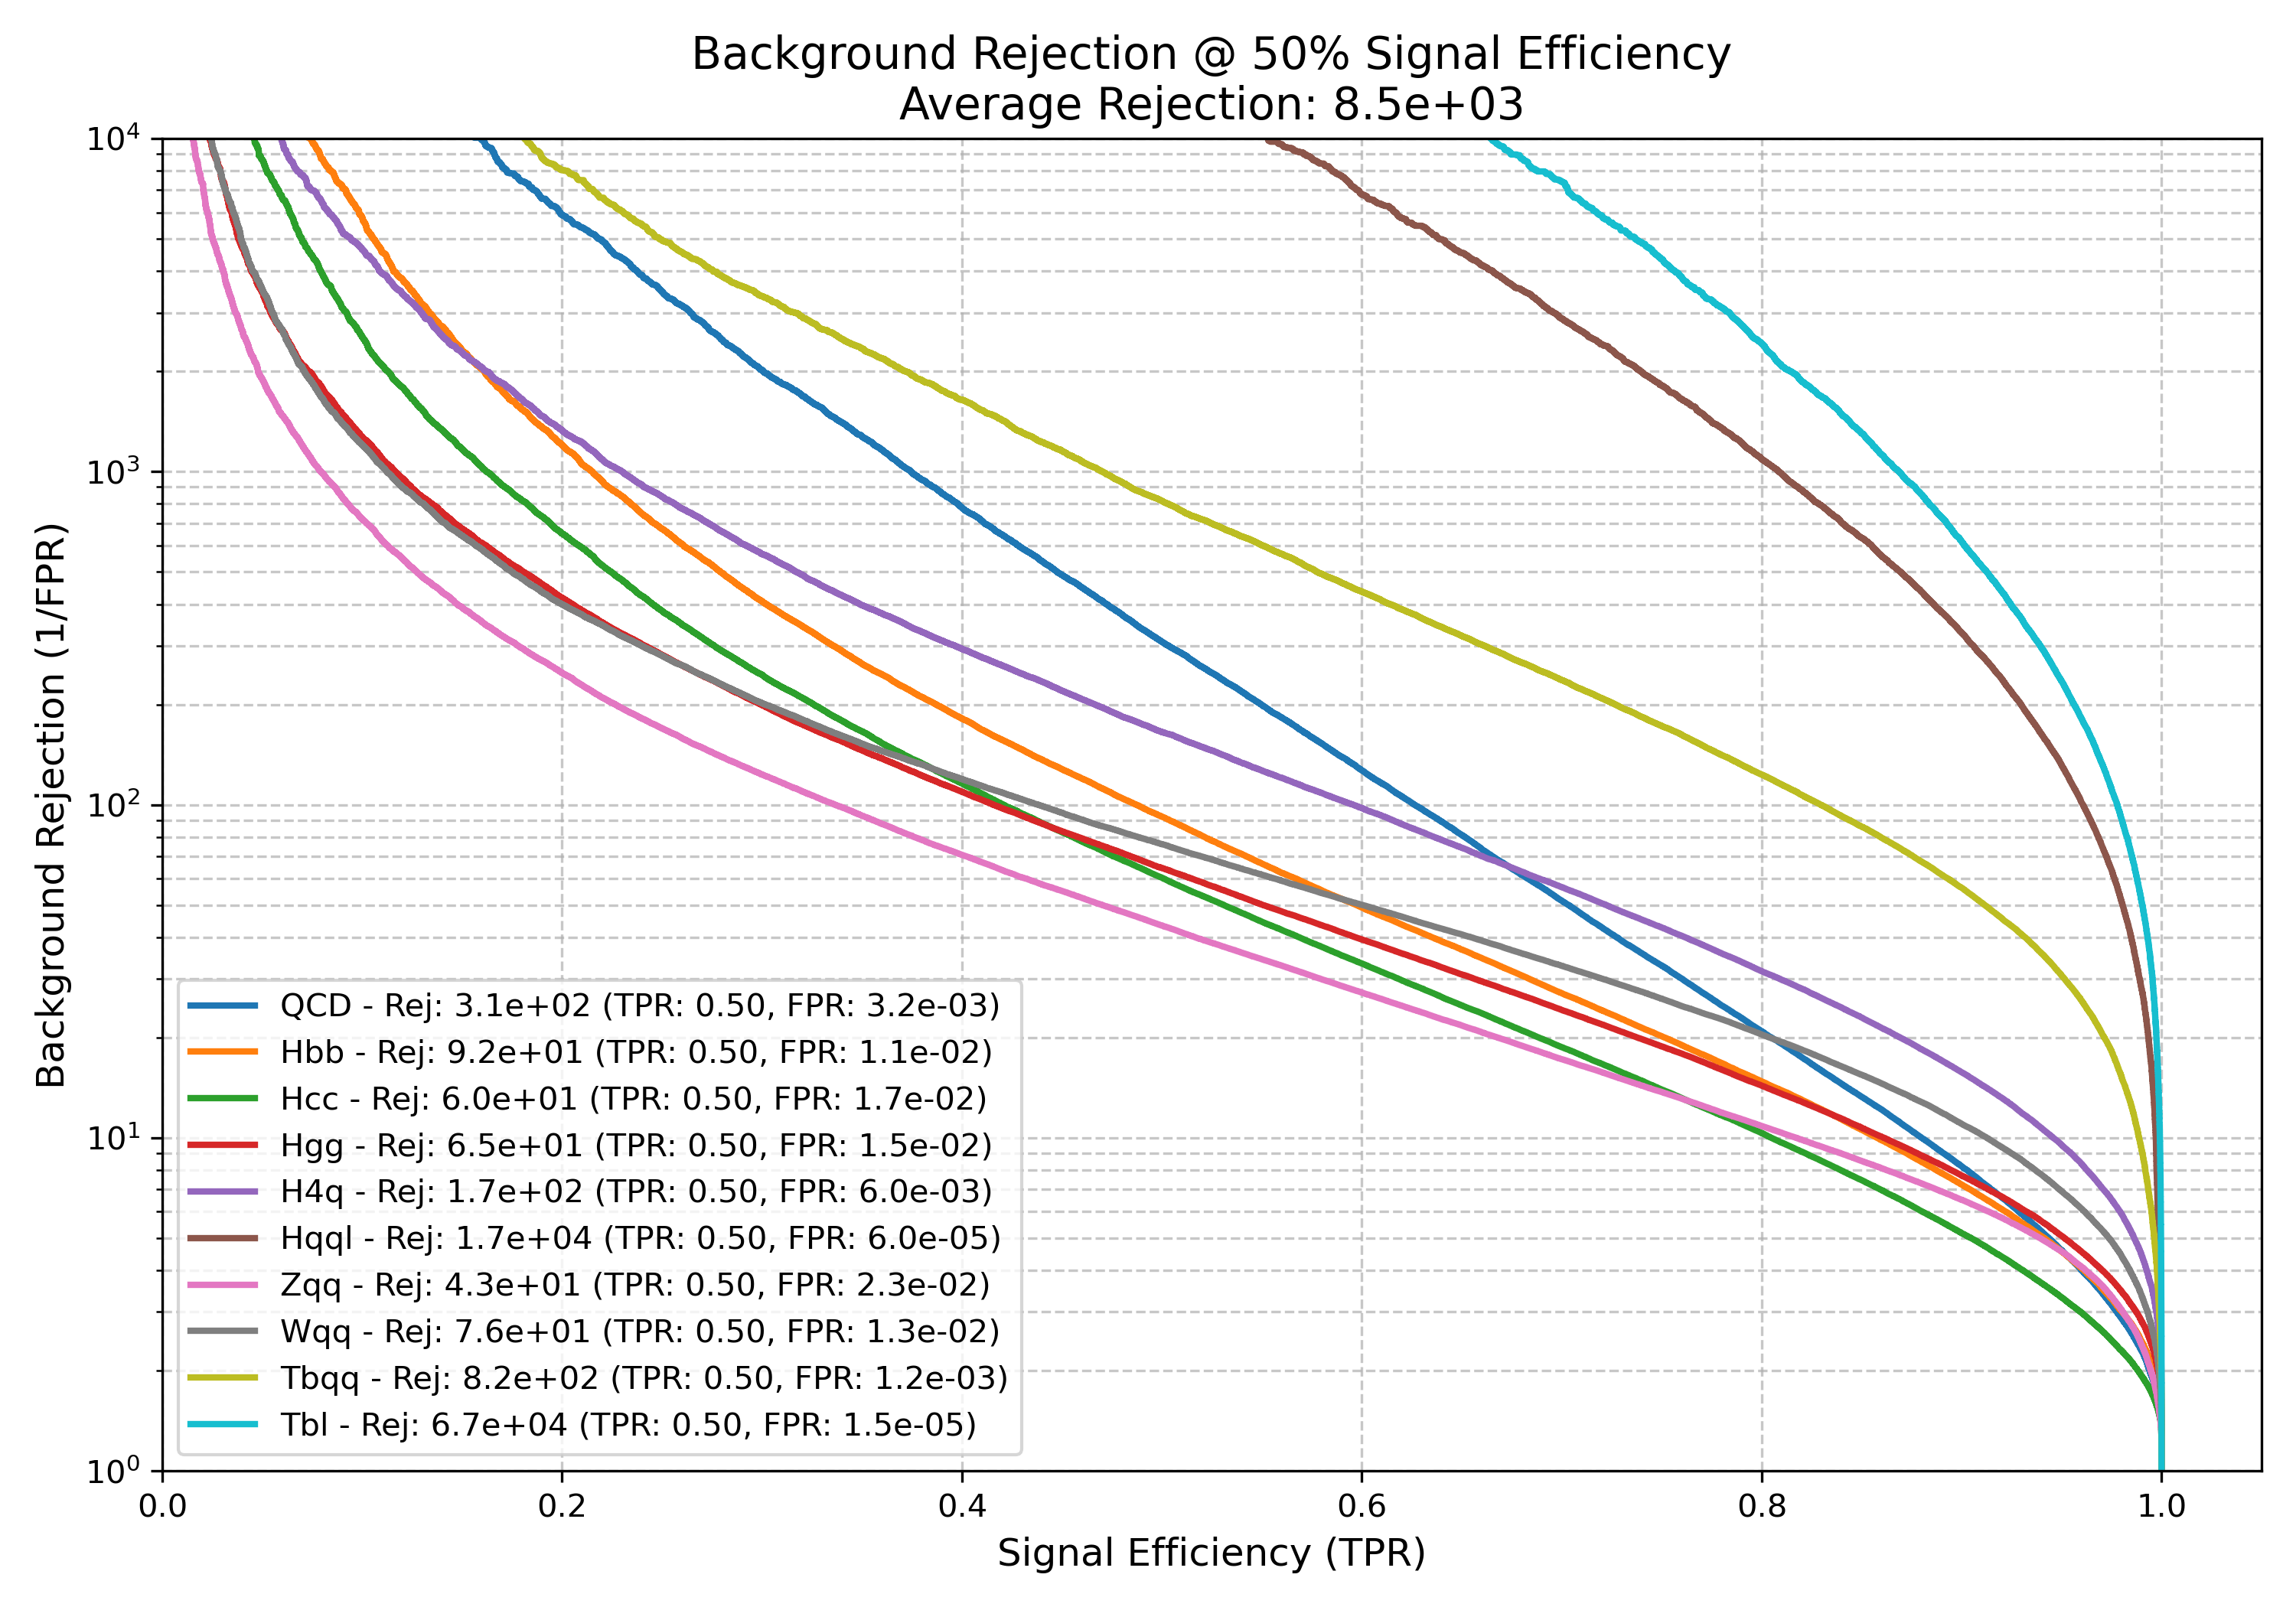 Background Rejection @ 50% Signal Efficiency
Average Rejection: 8.5e+03
Background Rejection (1/FPR)
10⁴
10³
10²
10¹
10⁰
QCD - Rej: 3.1e+02 (TPR: 0.50, FPR: 3.2e-03)
Hbb - Rej: 9.2e+01 (TPR: 0.50, FPR: 1.1e-02)
Hcc - Rej: 6.0e+01 (TPR: 0.50, FPR: 1.7e-02)
Hgg - Rej: 6.5e+01 (TPR: 0.50, FPR: 1.5e-02)
H4q - Rej: 1.7e+02 (TPR: 0.50, FPR: 6.0e-03)
Hqql - Rej: 1.7e+04 (TPR: 0.50, FPR: 6.0e-05)
Zqq - Rej: 4.3e+01 (TPR: 0.50, FPR: 2.3e-02)
Wqq - Rej: 7.6e+01 (TPR: 0.50, FPR: 1.3e-02)
Tbqq - Rej: 8.2e+02 (TPR: 0.50, FPR: 1.2e-03)
Tbl - Rej: 6.7e+04 (TPR: 0.50, FPR: 1.5e-05)
0.0 0.2 0.4 0.6 0.8 1.0
Signal Efficiency (TPR)